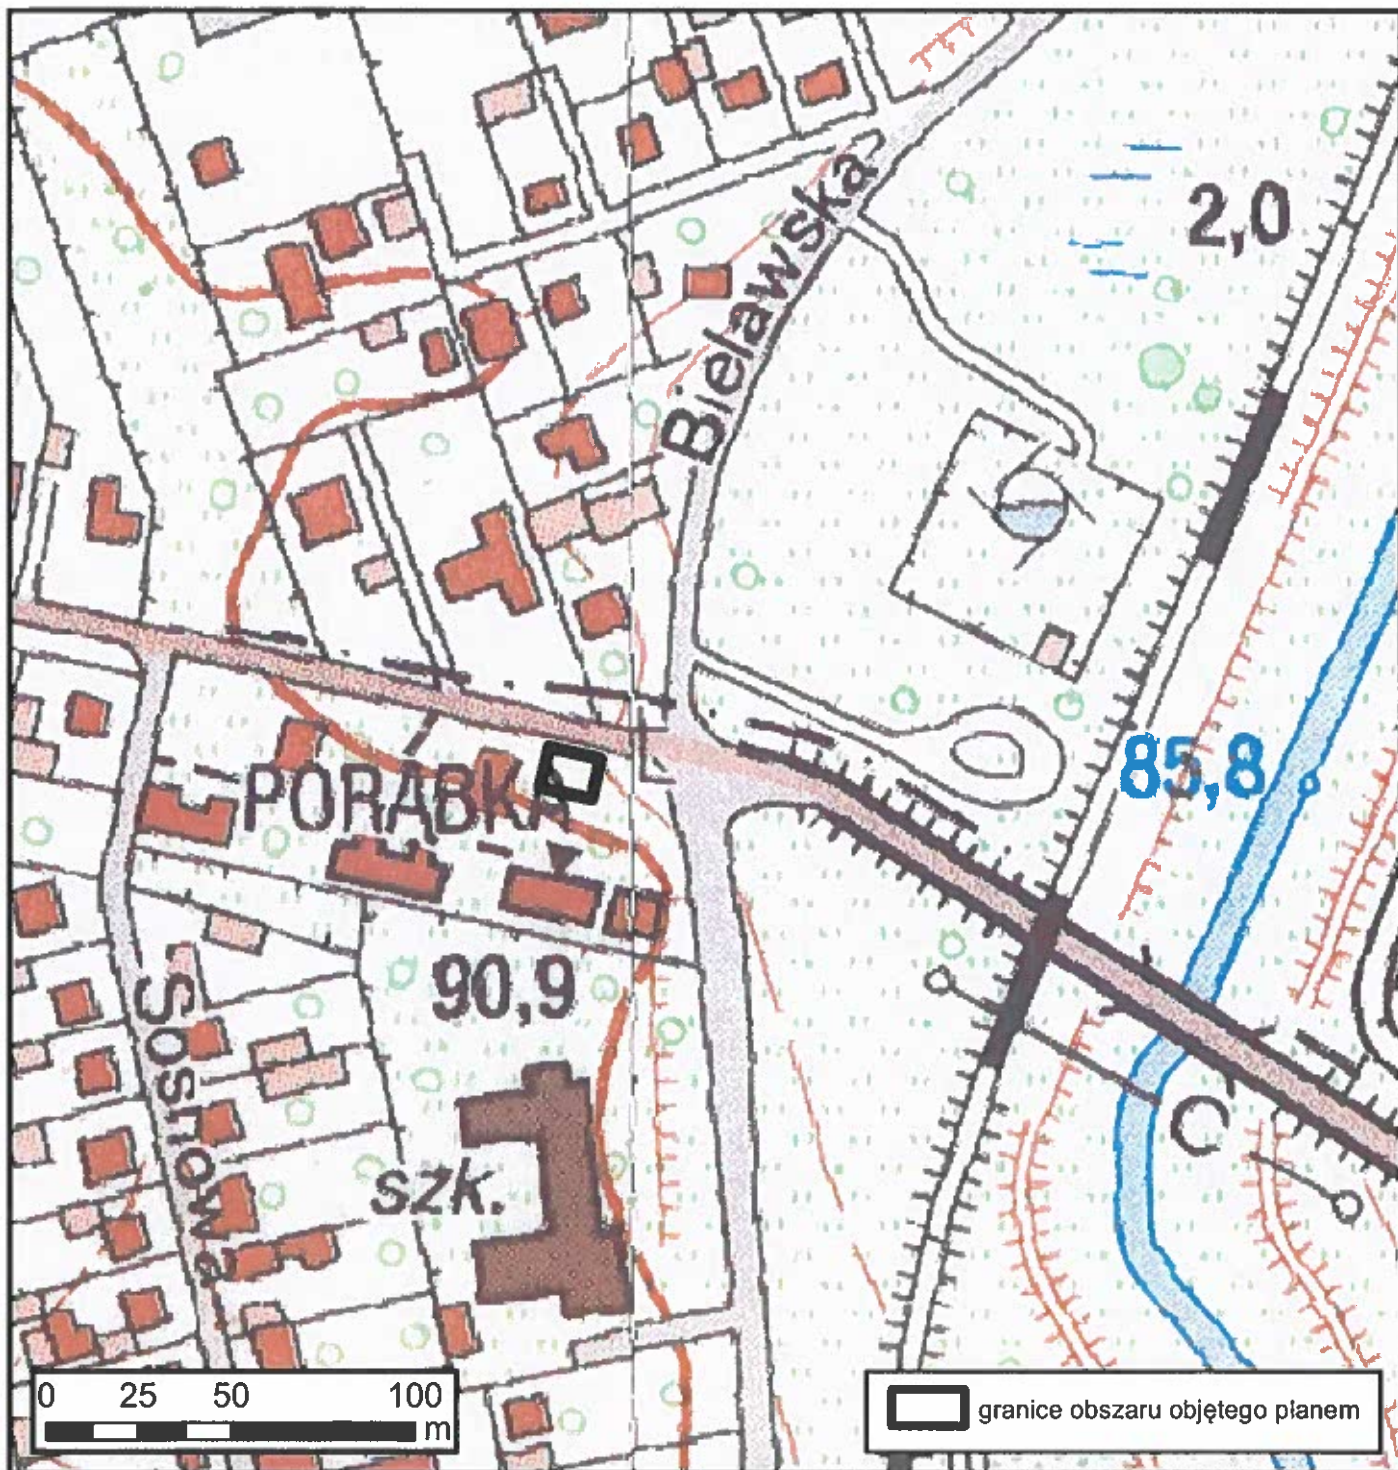 2,0
Bielawska
85,8
PORĄBKA
90,9
Sosnowa
szk.
0 25 50 100
m
granice obszaru objętego planem